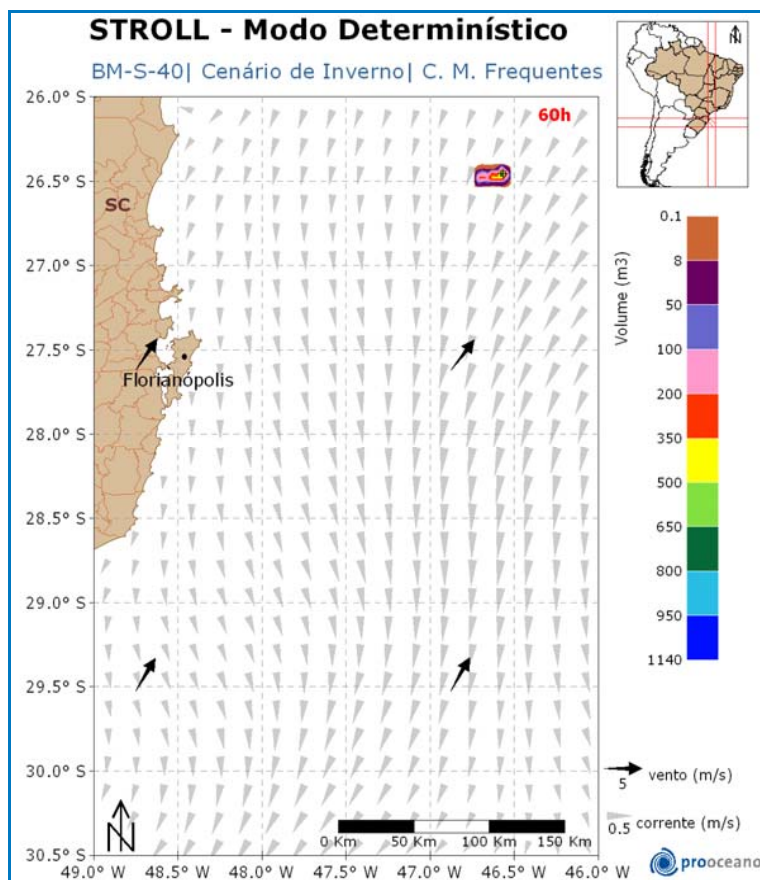 STROLL - Modo Determinístico
BM-S-40| Cenário de Inverno| C. M. Frequentes
N
26.0° S
60h
26.5° S
SC
27.0° S
27.5° S
Florianópolis
28.0° S
28.5° S
29.0° S
29.5° S
30.0° S
30.5° S
N
0 Km 50 Km 100 Km 150 Km
49.0° W 48.5° W 48.0° W 47.5° W 47.0° W 46.5° W 46.0° W
Volume (m3)
0.1
8
50
100
200
350
500
650
800
950
1140
5 vento (m/s)
0.5 corrente (m/s)
prooceano